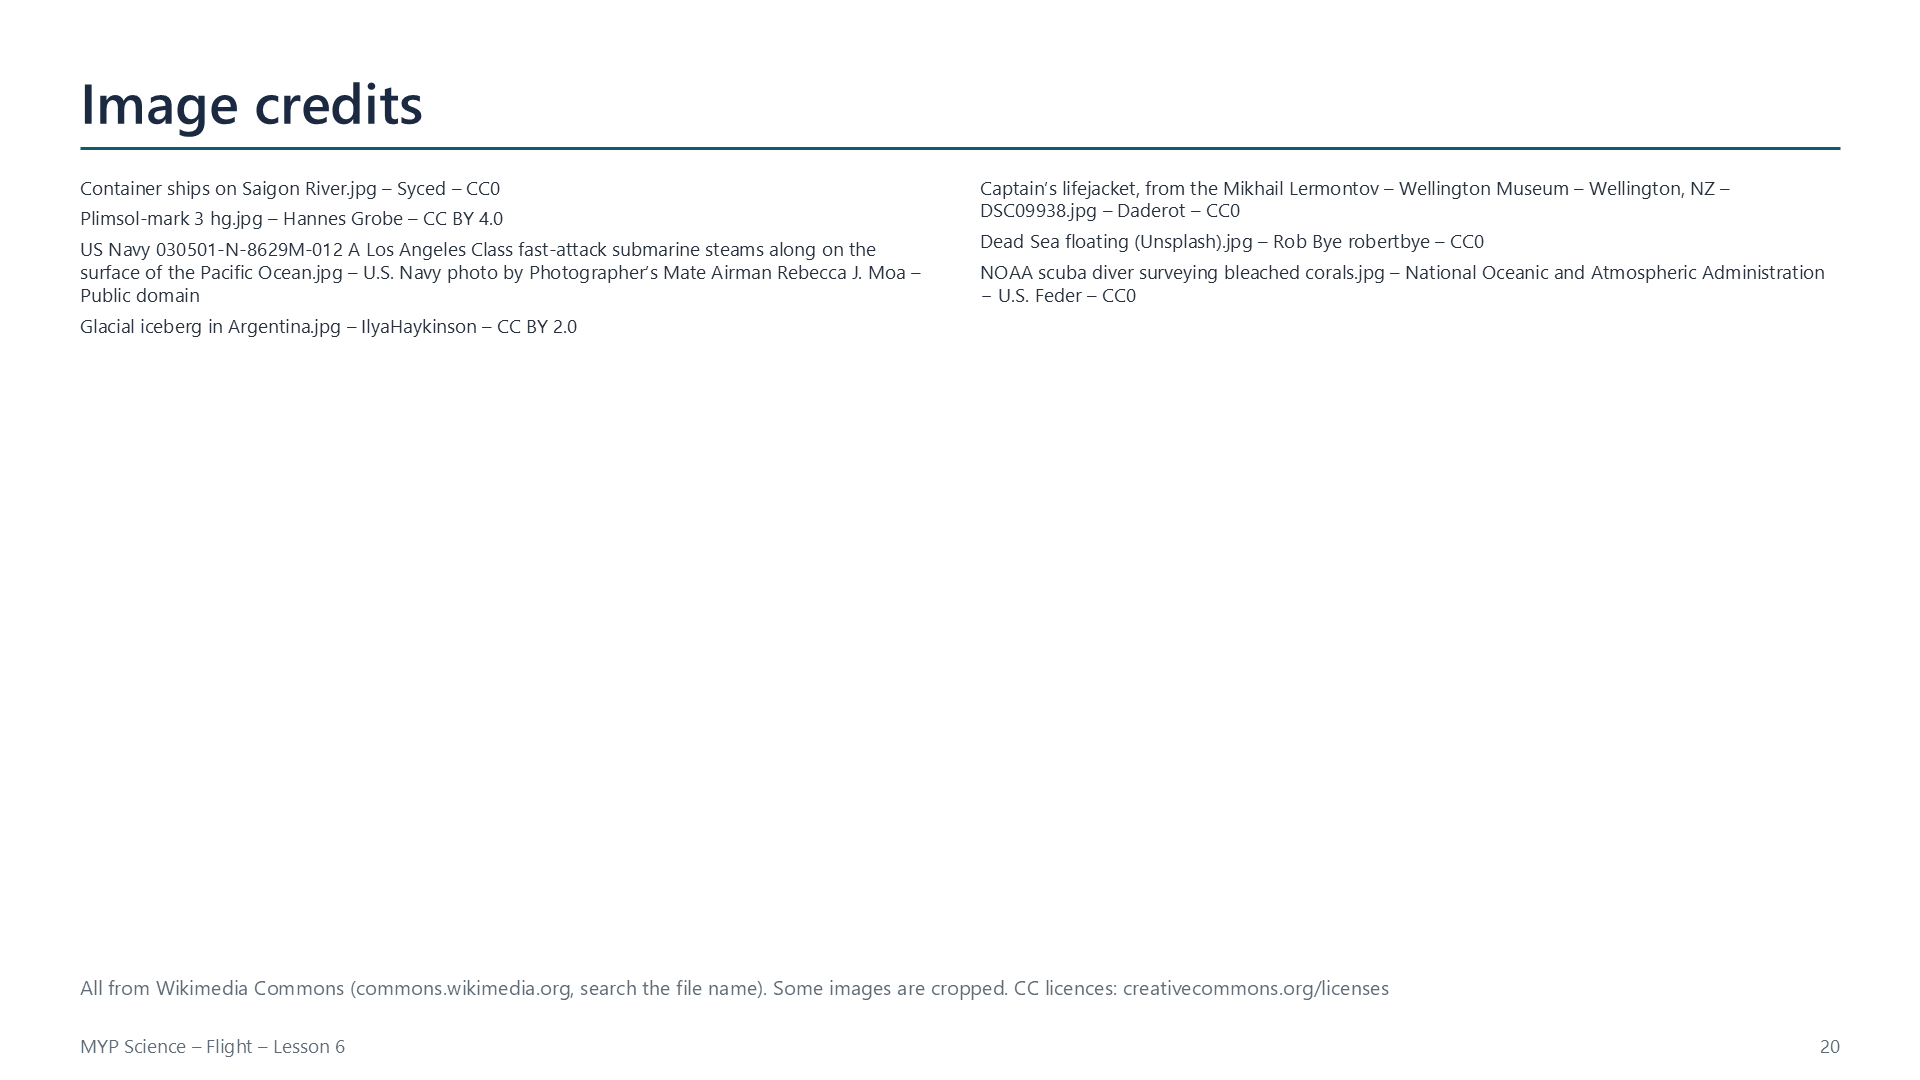 Image credits
Container ships on Saigon River.jpg – Syced – CC0
Plimsol-mark 3 hg.jpg – Hannes Grobe – CC BY 4.0
US Navy 030501-N-8629M-012 A Los Angeles Class fast-attack submarine steams along on the
surface of the Pacific Ocean.jpg – U.S. Navy photo by Photographer’s Mate Airman Rebecca J. Moa –
Public domain
Glacial iceberg in Argentina.jpg – IlyaHaykinson – CC BY 2.0
Captain’s lifejacket, from the Mikhail Lermontov – Wellington Museum – Wellington, NZ –
DSC09938.jpg – Daderot – CC0
Dead Sea floating (Unsplash).jpg – Rob Bye robertbye – CC0
NOAA scuba diver surveying bleached corals.jpg – National Oceanic and Atmospheric Administration
– U.S. Feder – CC0
All from Wikimedia Commons (commons.wikimedia.org, search the file name). Some images are cropped. CC licences: creativecommons.org/licenses
MYP Science – Flight – Lesson 6
20